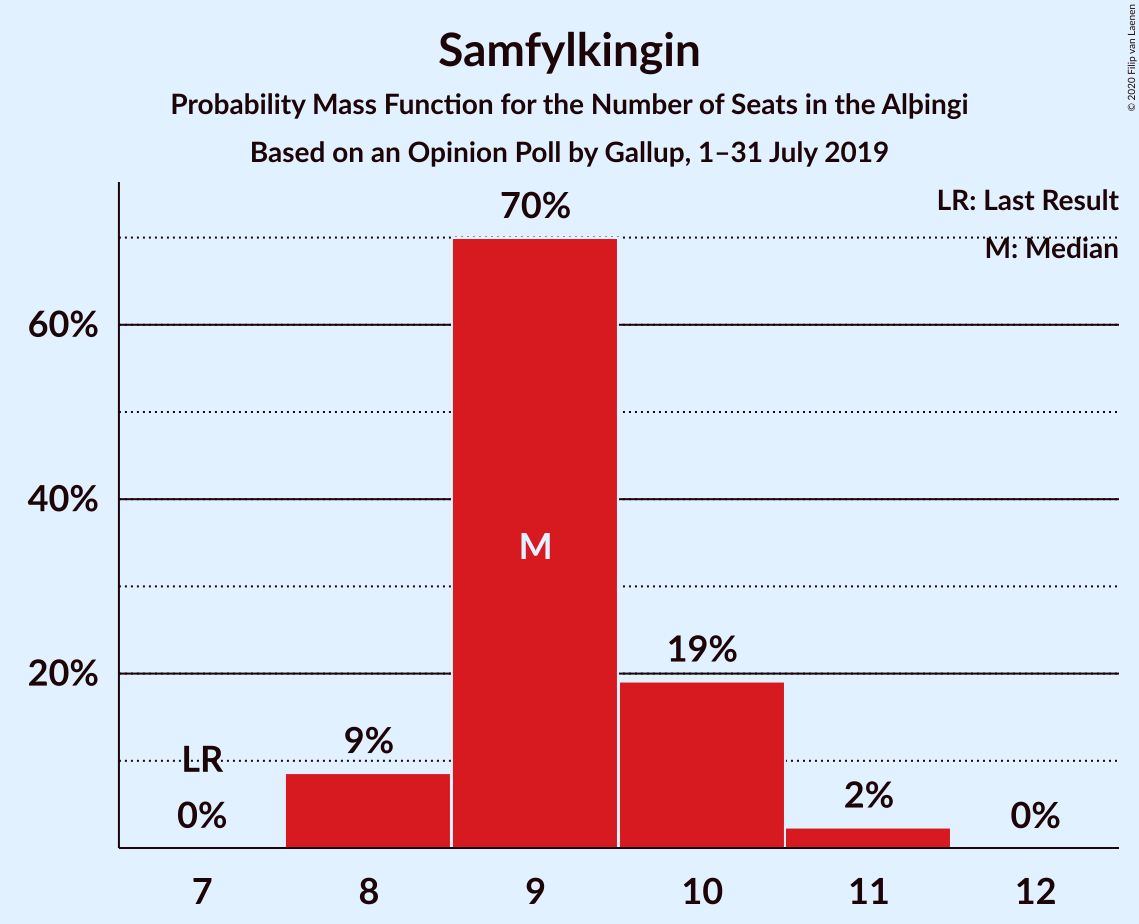 Samfylkingin
Probability Mass Function for the Number of Seats in the Alþingi
Based on an Opinion Poll by Gallup, 1–31 July 2019
© 2020 Filip van Laenen
LR: Last Result
M: Median
70%
60%
40%
M
20%
19%
9%
LR
0%
2%
0%
7 8 9 10 11 12